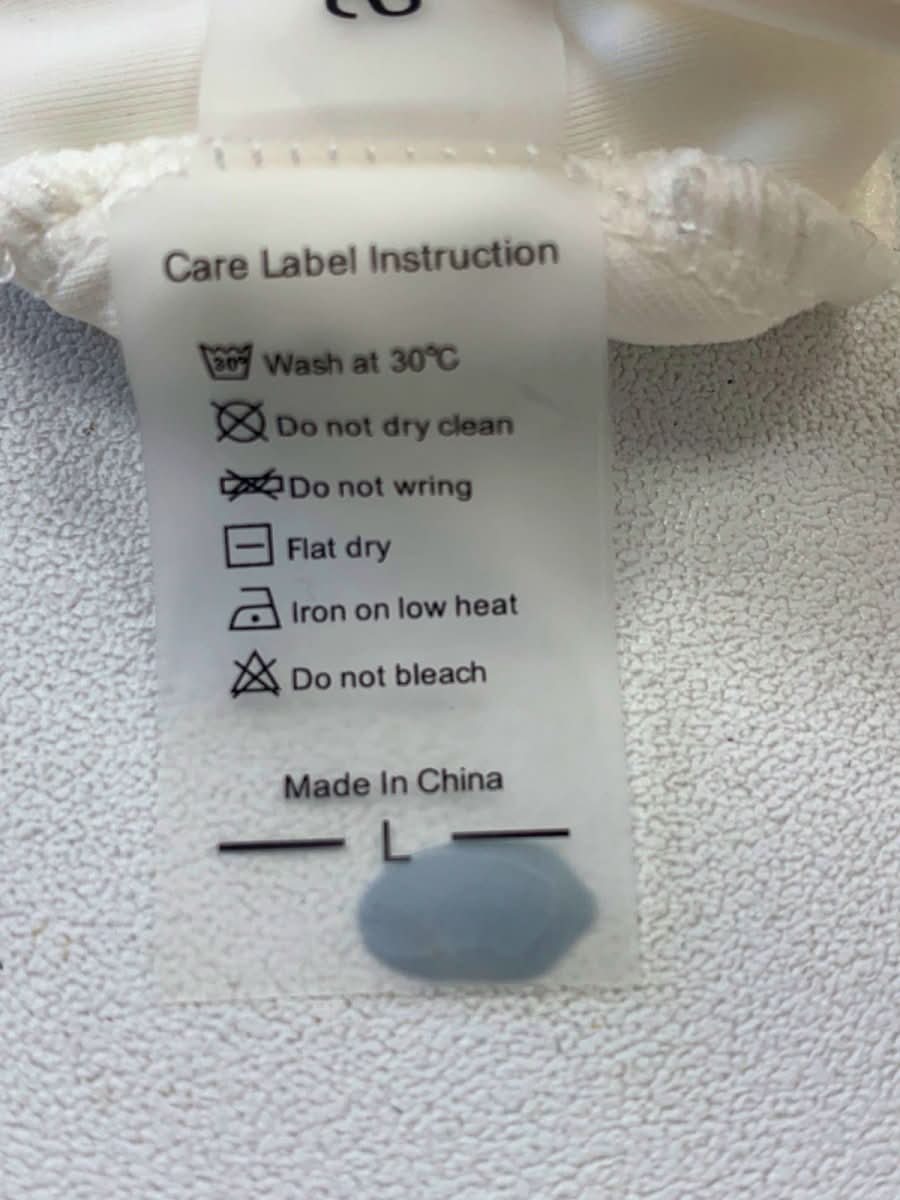 Care Label Instruction
30° Wash at 30°C
Do not dry clean
Do not wring
Flat dry
Iron on low heat
Do not bleach
Made In China
L